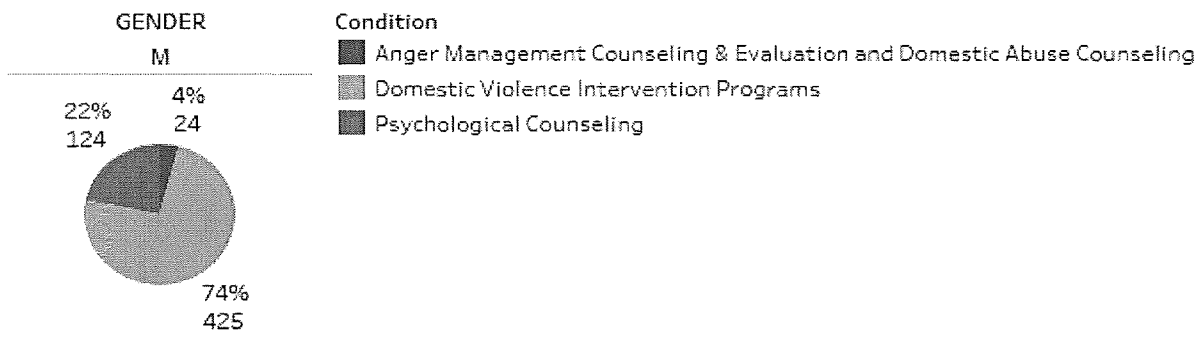 GENDER
M
4%
24
22%
124
74%
425
Condition
Anger Management Counseling & Evaluation and Domestic Abuse Counseling
Domestic Violence Intervention Programs
Psychological Counseling